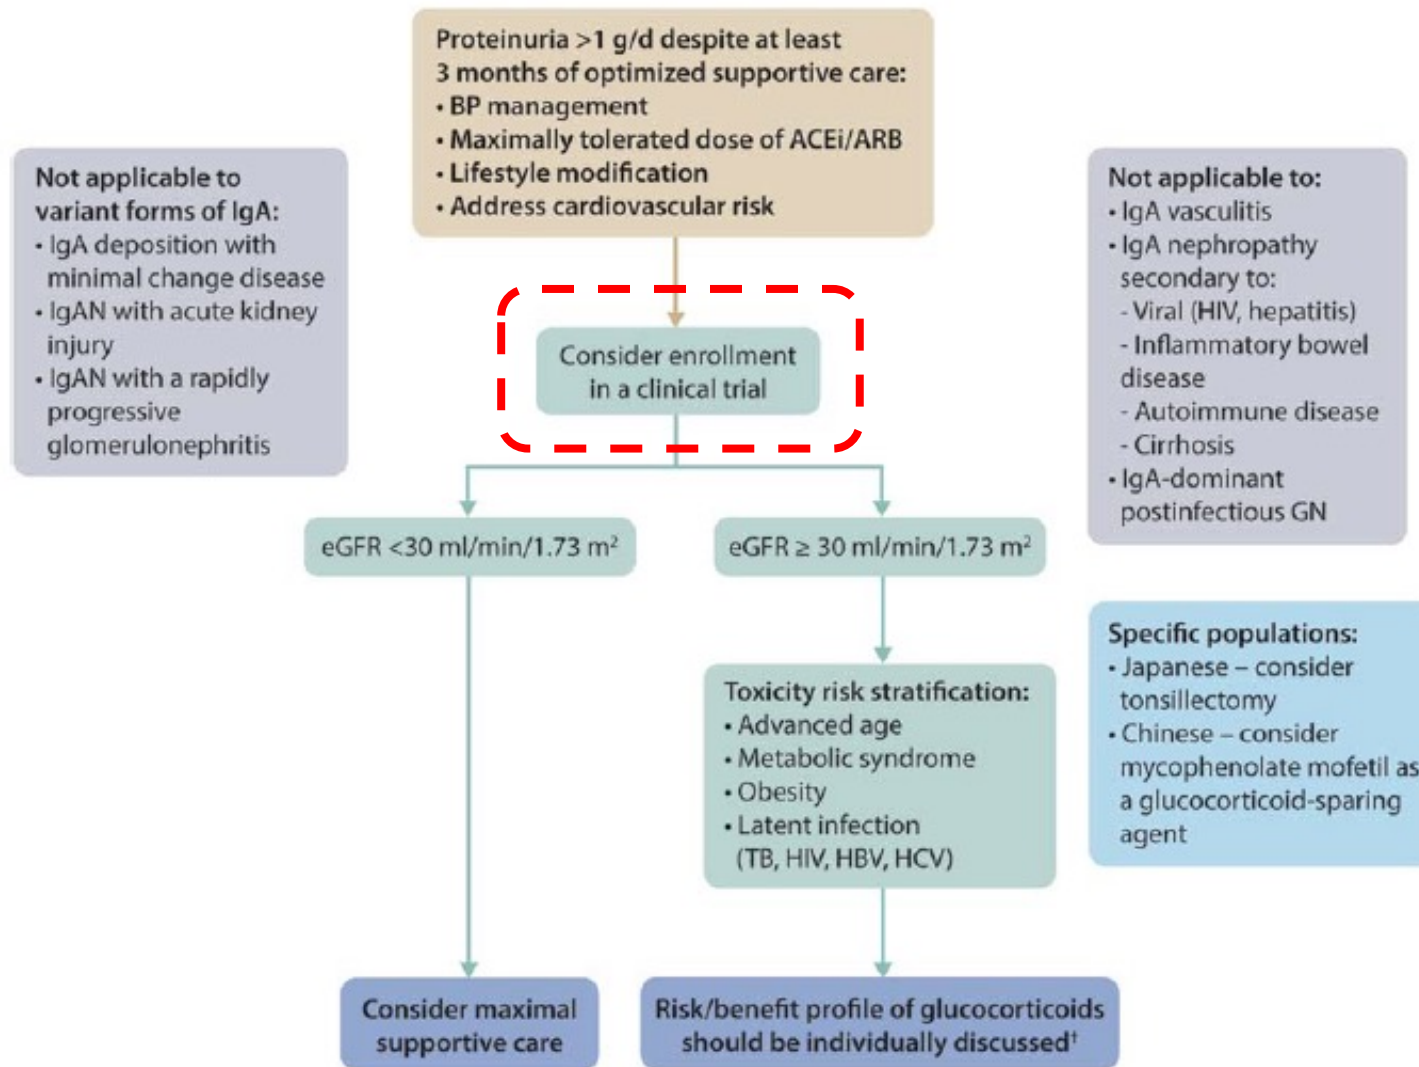 Proteinuria >1 g/d despite at least
3 months of optimized supportive care:
• BP management
• Maximally tolerated dose of ACEi/ARB
• Lifestyle modification
• Address cardiovascular risk
Not applicable to
variant forms of IgA:
• IgA deposition with
minimal change disease
• IgAN with acute kidney
injury
• IgAN with a rapidly
progressive
glomerulonephritis
Not applicable to:
• IgA vasculitis
• IgA nephropathy
secondary to:
- Viral (HIV, hepatitis)
- Inflammatory bowel
disease
- Autoimmune disease
- Cirrhosis
• IgA-dominant
postinfectious GN
Consider enrollment
in a clinical trial
eGFR <30 ml/min/1.73 m²
eGFR ≥ 30 ml/min/1.73 m²
Toxicity risk stratification:
• Advanced age
• Metabolic syndrome
• Obesity
• Latent infection
(TB, HIV, HBV, HCV)
Specific populations:
• Japanese – consider
tonsillectomy
• Chinese – consider
mycophenolate mofetil as
a glucocorticoid-sparing
agent
Consider maximal
supportive care
Risk/benefit profile of glucocorticoids
should be individually discussed†